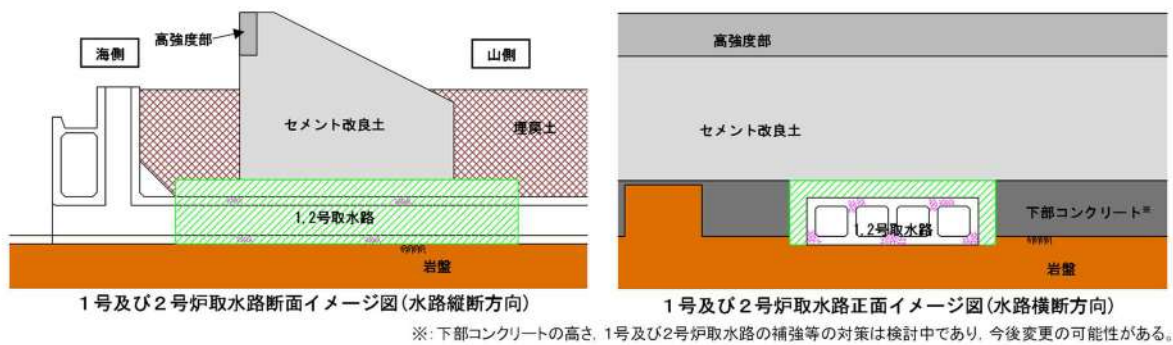 高強度部
海側
山側
セメント改良土
埋戻土
1,2号取水路
岩盤
1号及び2号炉取水路断面イメージ図(水路縦断方向)
高強度部
セメント改良土
下部コンクリート※
1,2号取水路
岩盤
1号及び2号炉取水路正面イメージ図(水路横断方向)
※:下部コンクリートの高さ,1号及び2号炉取水路の補強等の対策は検討中であり,今後変更の可能性がある。